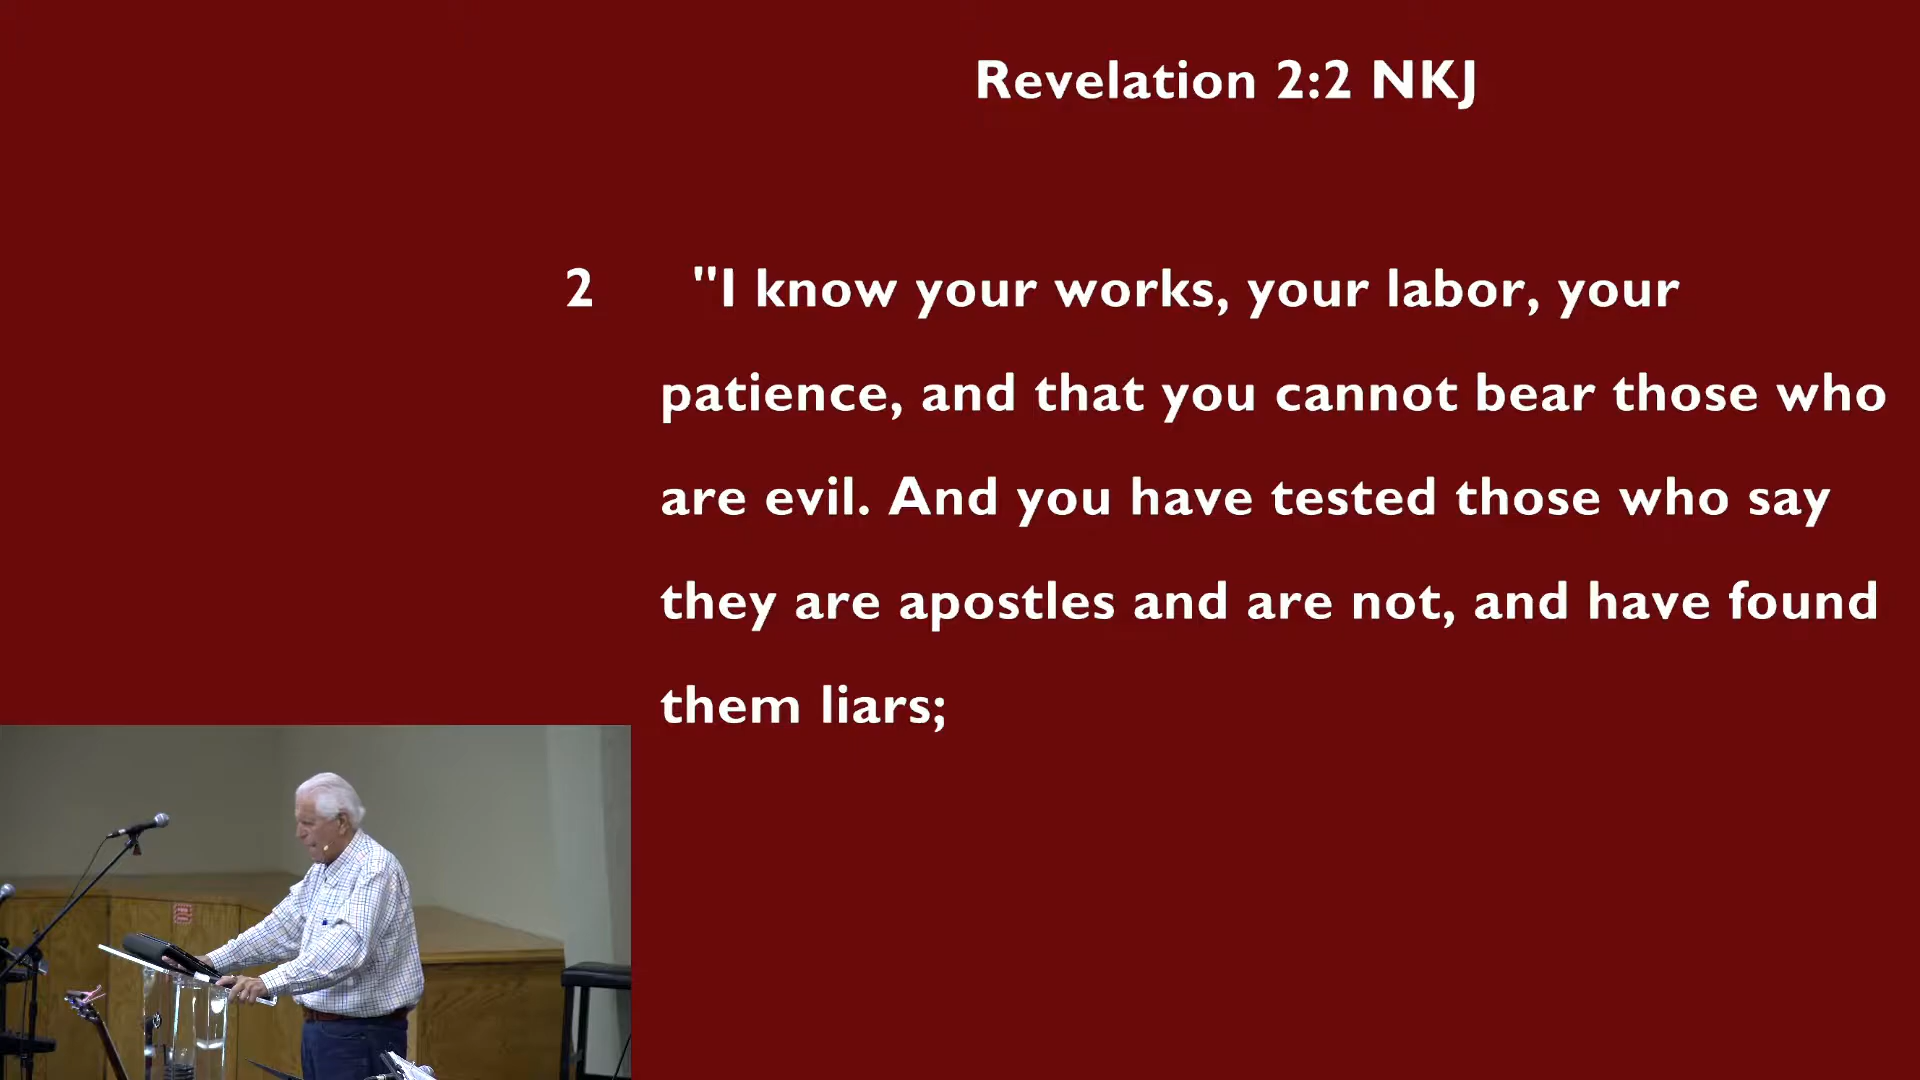 Revelation 2:2 NKJ
2 "I know your works, your labor, your
patience, and that you cannot bear those who
are evil. And you have tested those who say
they are apostles and are not, and have found
them liars;